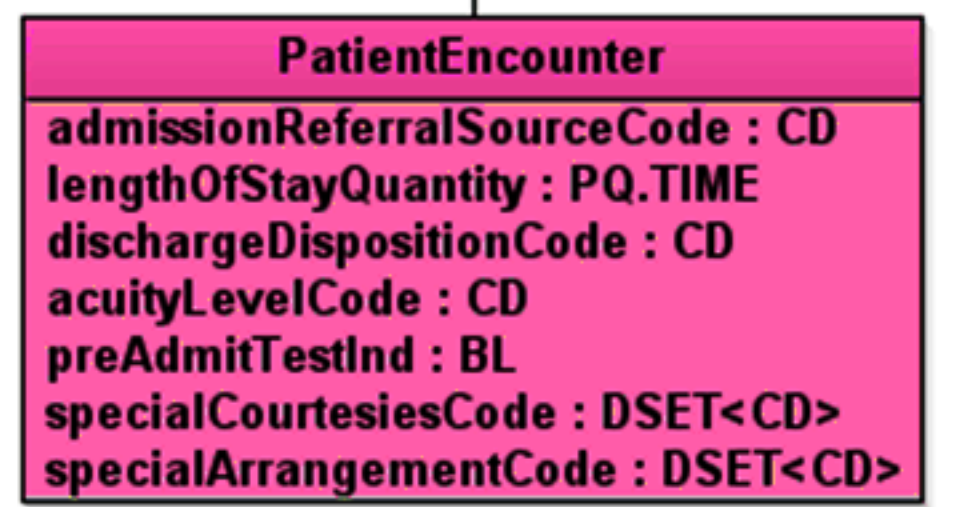 PatientEncounter
admissionReferralSourceCode : CD
lengthOfStayQuantity : PQ.TIME
dischargeDispositionCode : CD
acuityLevelCode : CD
preAdmitTestInd : BL
specialCourtesiesCode : DSET<CD>
specialArrangementCode : DSET<CD>